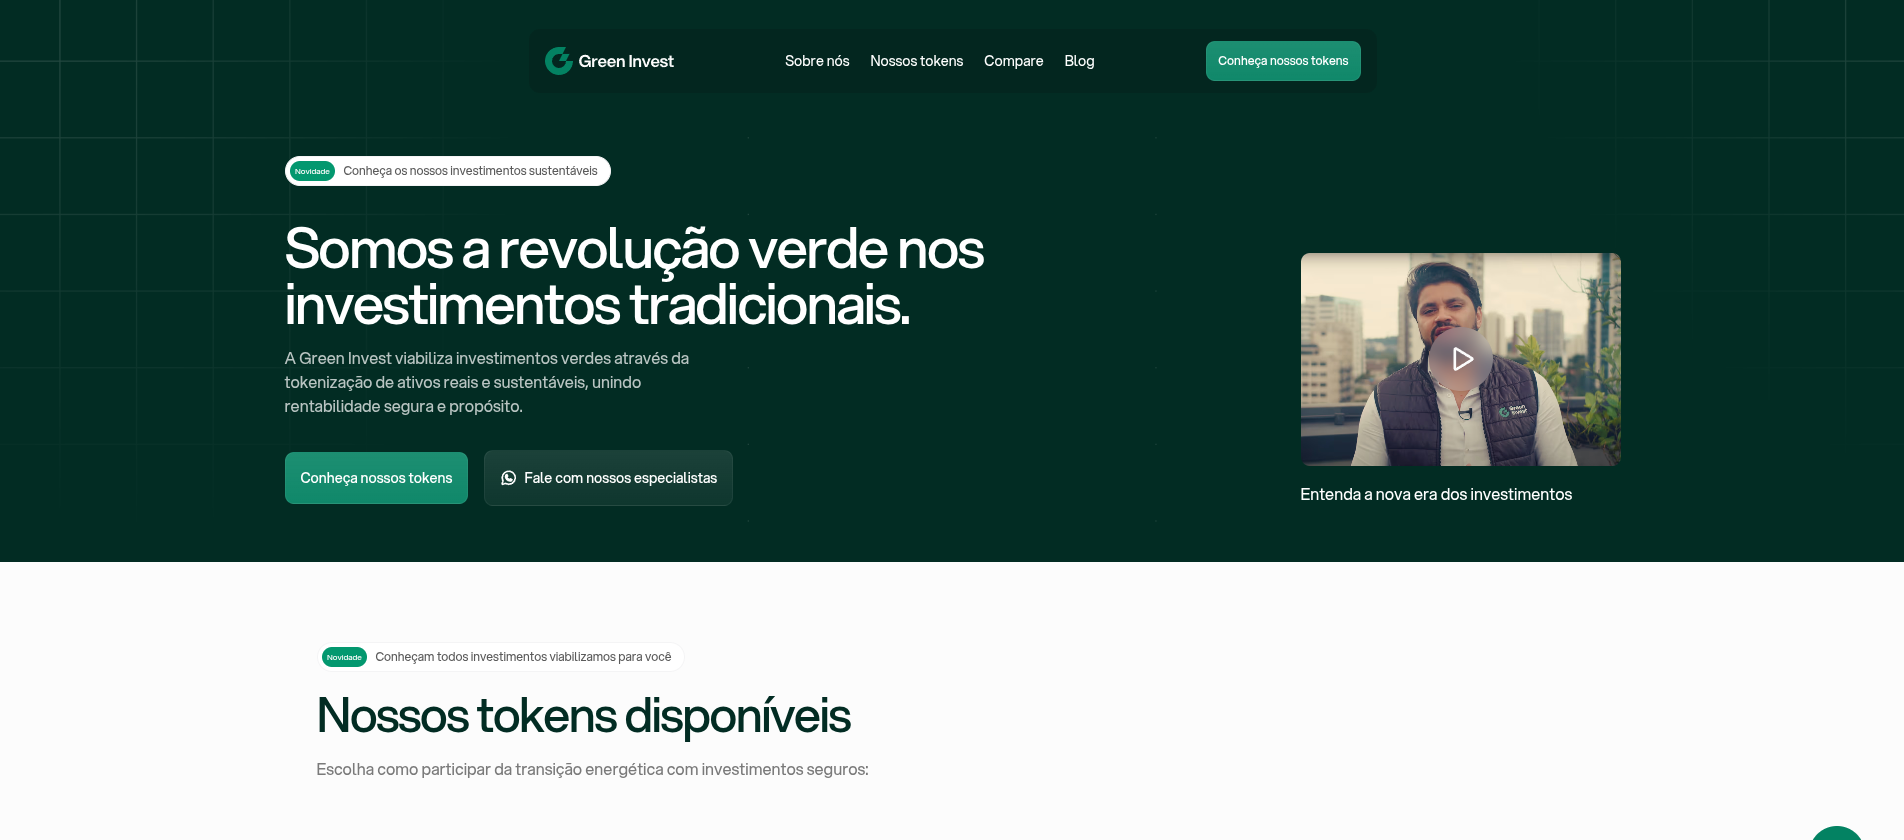 Green Invest
Sobre nós
Nossos tokens
Compare
Blog
Conheça nossos tokens
Novidade
Conheça os nossos investimentos sustentáveis
Somos a revolução verde nos
investimentos tradicionais.
A Green Invest viabiliza investimentos verdes através da
tokenização de ativos reais e sustentáveis, unindo
rentabilidade segura e propósito.
Conheça nossos tokens
Fale com nossos especialistas
Green
Invest
Entenda a nova era dos investimentos
Novidade
Conheçam todos investimentos viabilizamos para você
Nossos tokens disponíveis
Escolha como participar da transição energética com investimentos seguros: